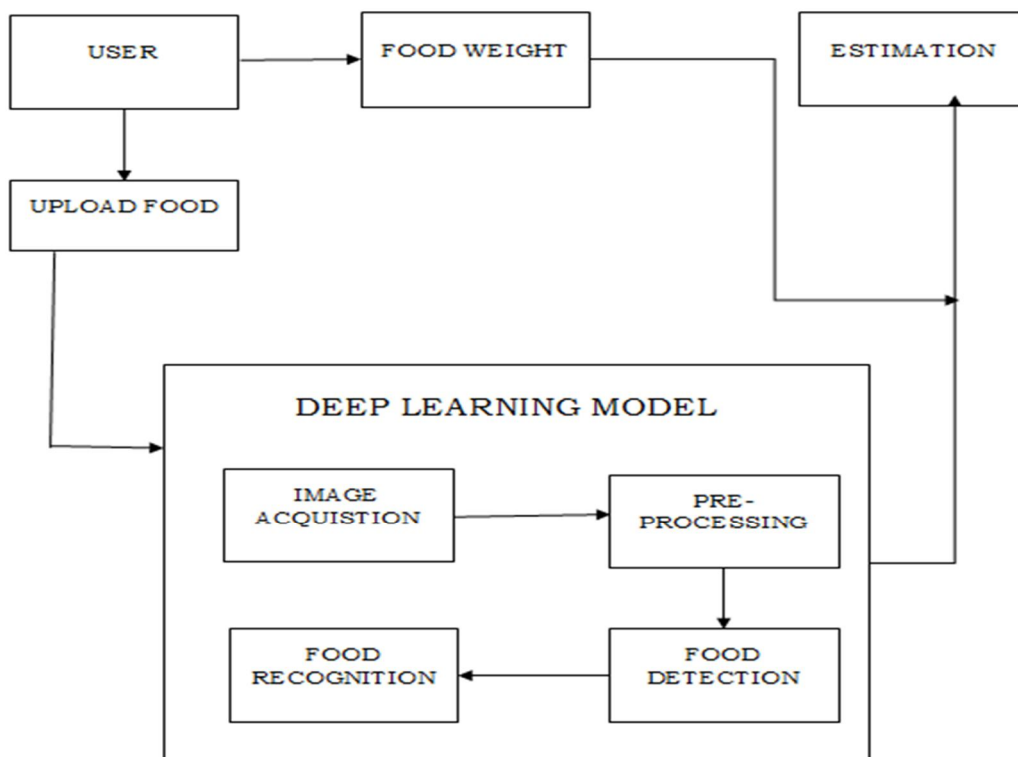 USER
FOOD WEIGHT
ESTIMATION
UPLOAD FOOD
DEEP LEARNING MODEL
IMAGE
ACQUISTION
PRE-
PROCESSING
FOOD
RECOGNITION
FOOD
DETECTION